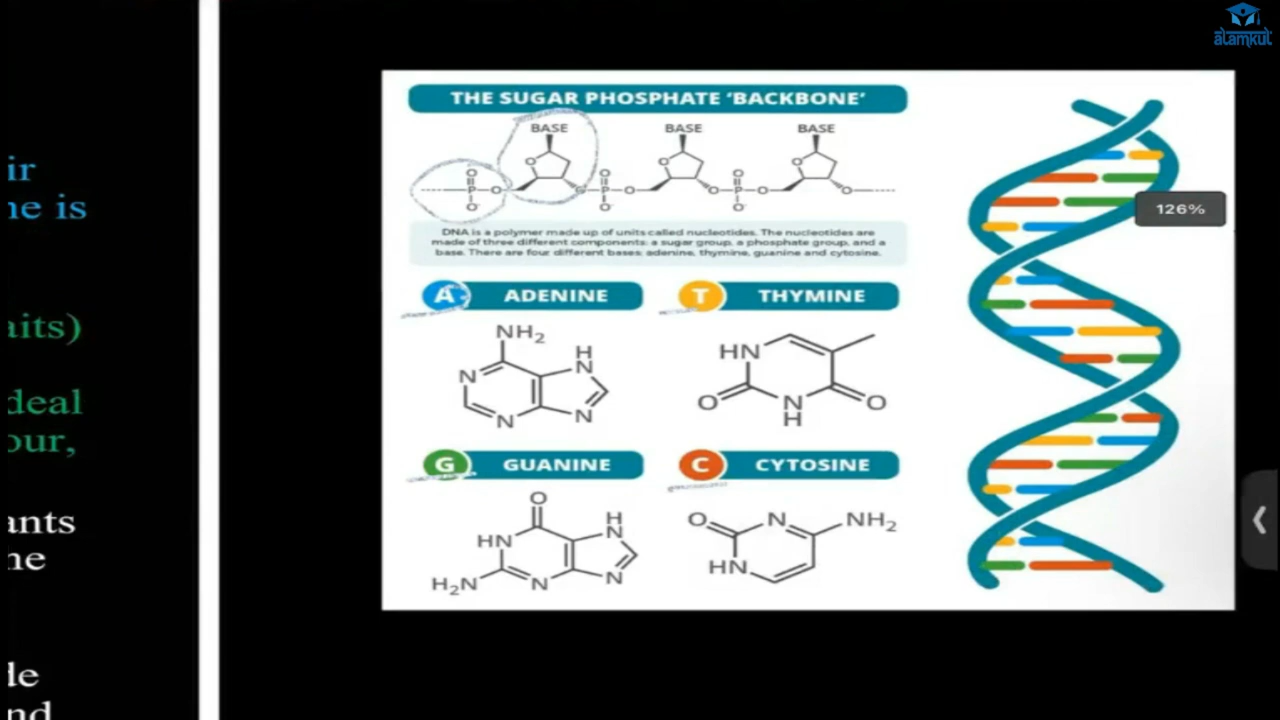 alamkul
ir
ne is
aits)
deal
our,
ants
ne
de
nd
THE SUGAR PHOSPHATE ‘BACKBONE’
BASE BASE BASE
O O O
O O O
P O P O P O O
O⁻ O⁻ O⁻
DNA is a polymer made up of units called nucleotides. The nucleotides are
made of three different components: a sugar group, a phosphate group, and a
base. There are four different bases: adenine, thymine, guanine and cytosine.
126%
A ADENINE
T THYMINE
NH₂
H
N N
N N
HN
O N O
H
G GUANINE
C CYTOSINE
O
H
HN N
H₂N N N
O N NH₂
HN